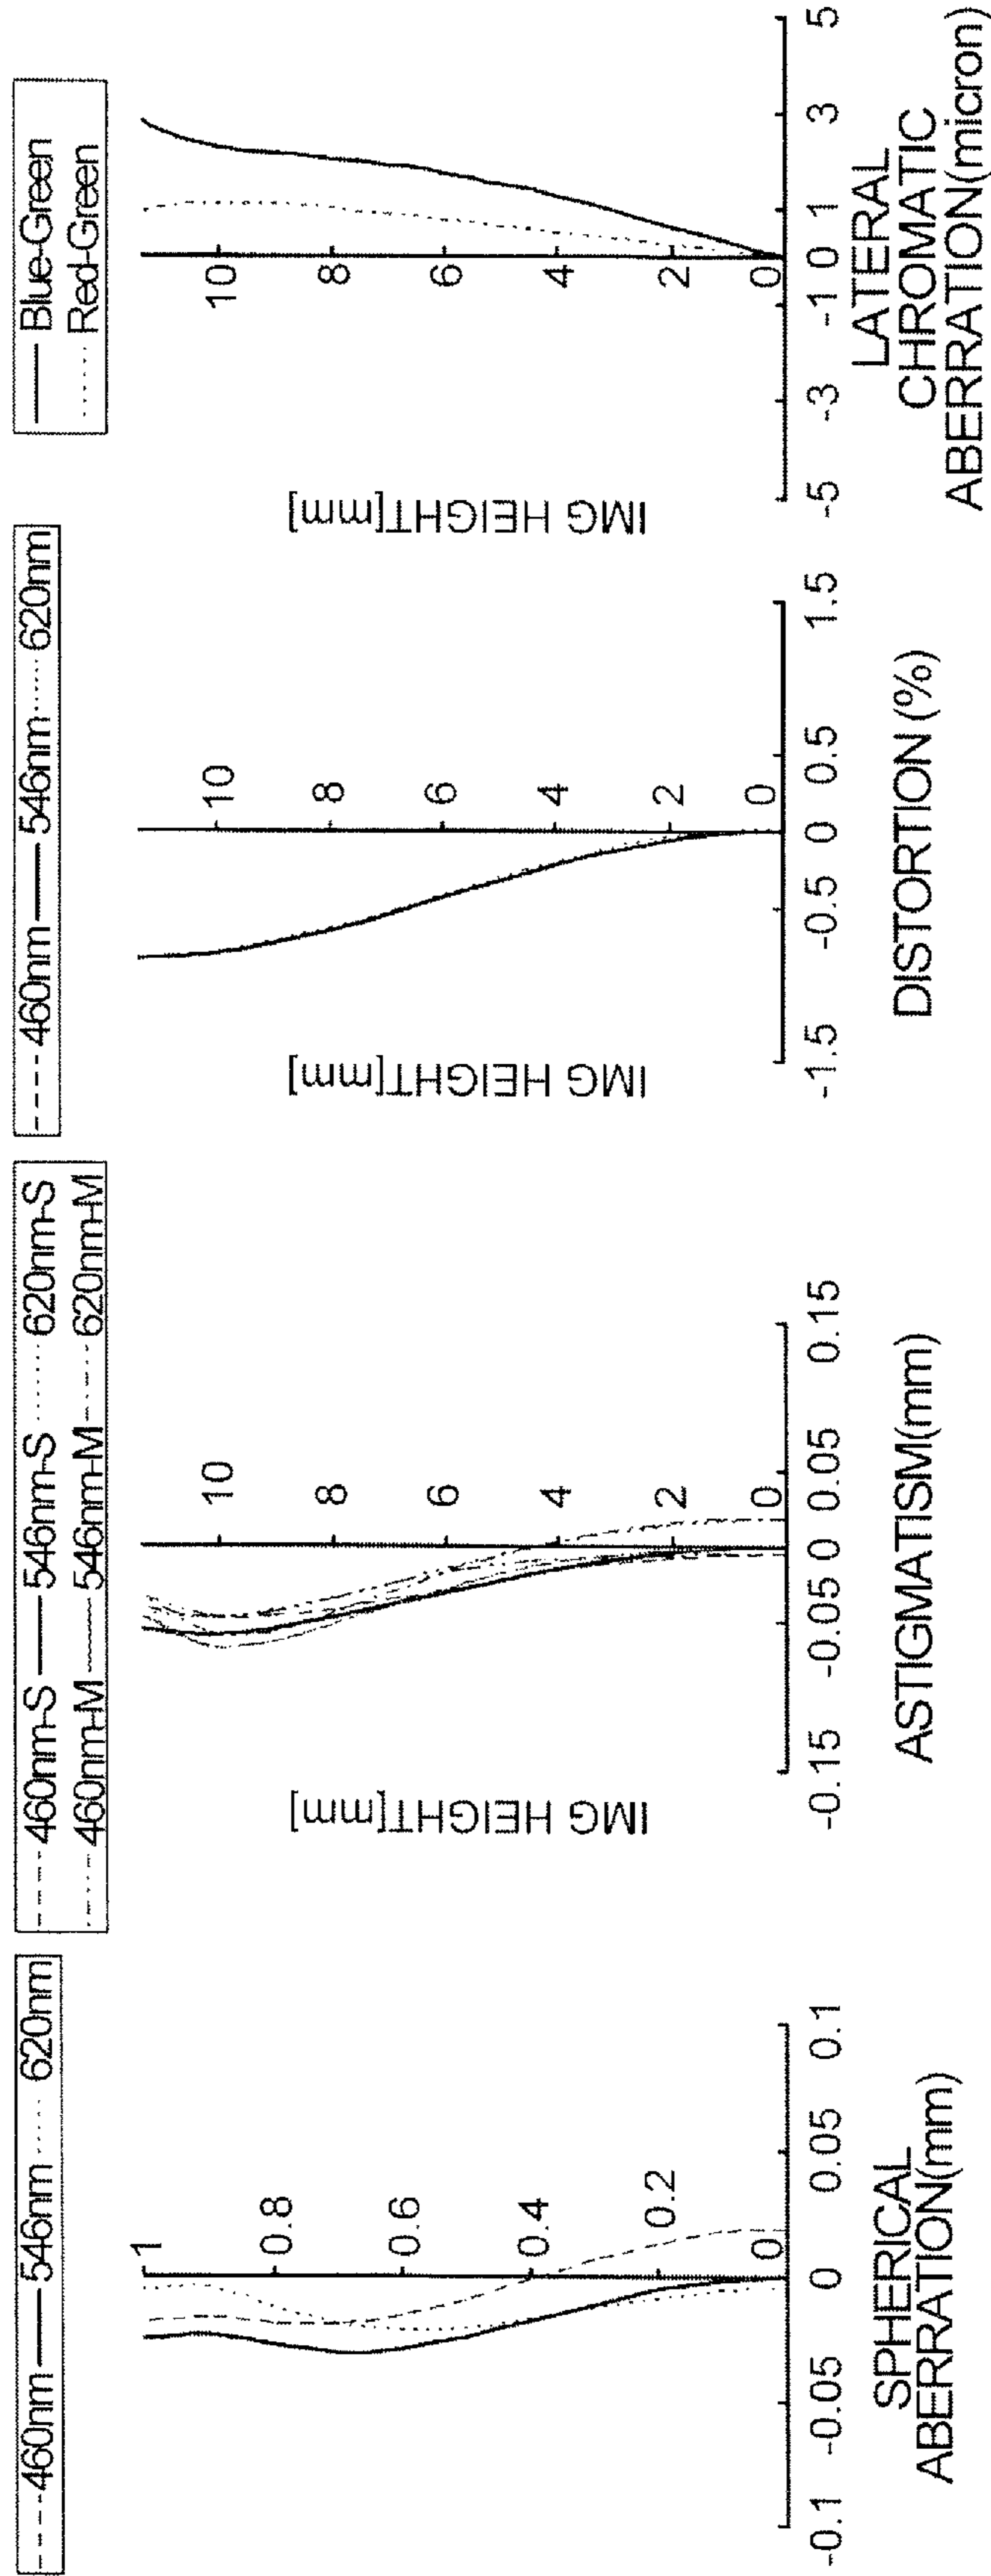 ---460nm — 546nm ····· 620nm
1
0.8
0.6
0.4
0.2
0
-0.1 -0.05 0 0.05 0.1
SPHERICAL
ABERRATION(mm)
460nm-S 546nm-S 620nm-S
460nm-M 546nm-M 620nm-M
IMG HEIGHT[mm]
10
8
6
4
2
0
-0.15 -0.05 0 0.05 0.15
ASTIGMATISM(mm)
460nm 546nm 620nm
IMG HEIGHT[mm]
10
8
6
4
2
0
-1.5 -0.5 0 0.5 1.5
DISTORTION (%)
Blue-Green
Red-Green
IMG HEIGHT[mm]
10
8
6
4
2
0
-5 -3 -1 0 1 3 5
LATERAL
CHROMATIC
ABERRATION(micron)